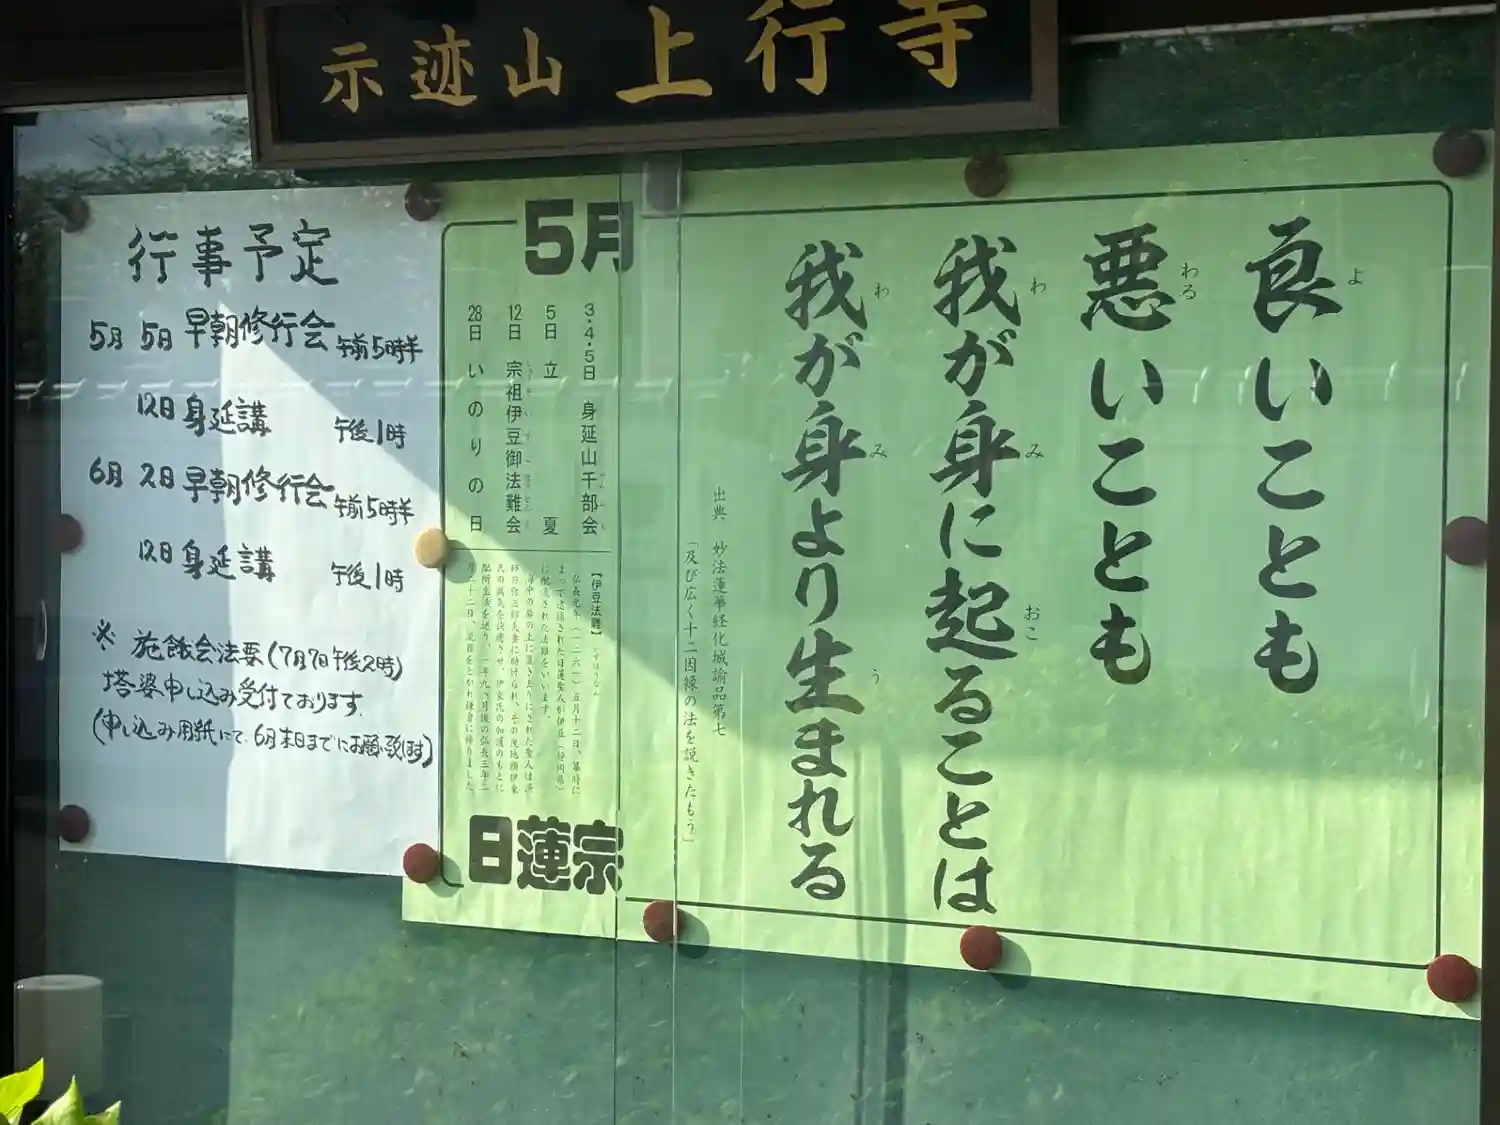 示迹山 上行寺
良いことも
悪いことも
我が身に起ることは
我が身より生まれる
出典 妙法蓮華経化城諭品第七
「及び広く十二因縁の法を説きたもう」
5月
3・4・5日 身延山千部会
5日 立夏
12日 宗祖伊豆御法難会
28日 いのりの日
【伊豆法難】
日蓮宗
行事予定
5月 5日 早朝修行会 午前5時半
12日 身延講 午後1時
6月 2日 早朝修行会 午前5時半
12日 身延講 午後1時
※ 施餓会法要(7月7日午後2時)
塔婆申し込み受付ております.
(申し込み用紙にて.6月末日までにお願い致します)